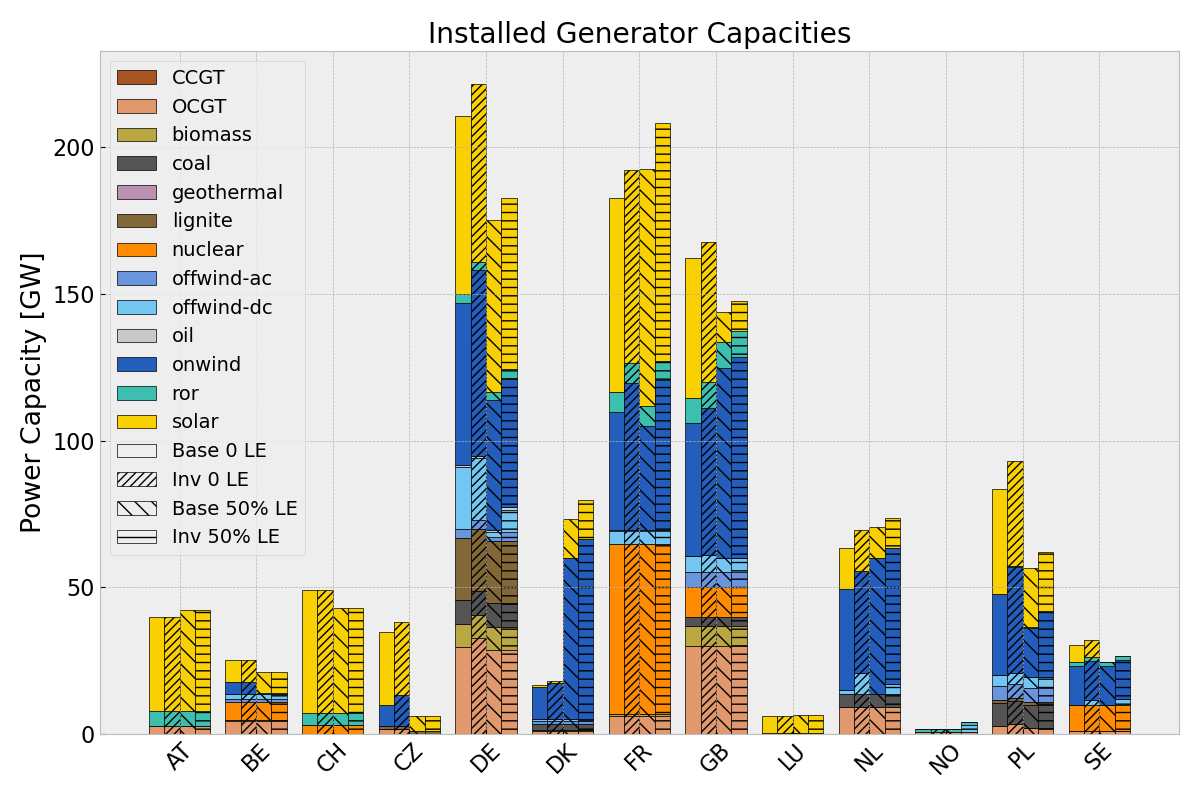 Installed Generator Capacities
CCGT
OCGT
biomass
coal
geothermal
lignite
nuclear
offwind-ac
offwind-dc
oil
onwind
ror
solar
Base 0 LE
Inv 0 LE
Base 50% LE
Inv 50% LE
Power Capacity [GW]
200
150
100
50
0
AT BE CH CZ DE DK FR GB LU NL NO PL SE